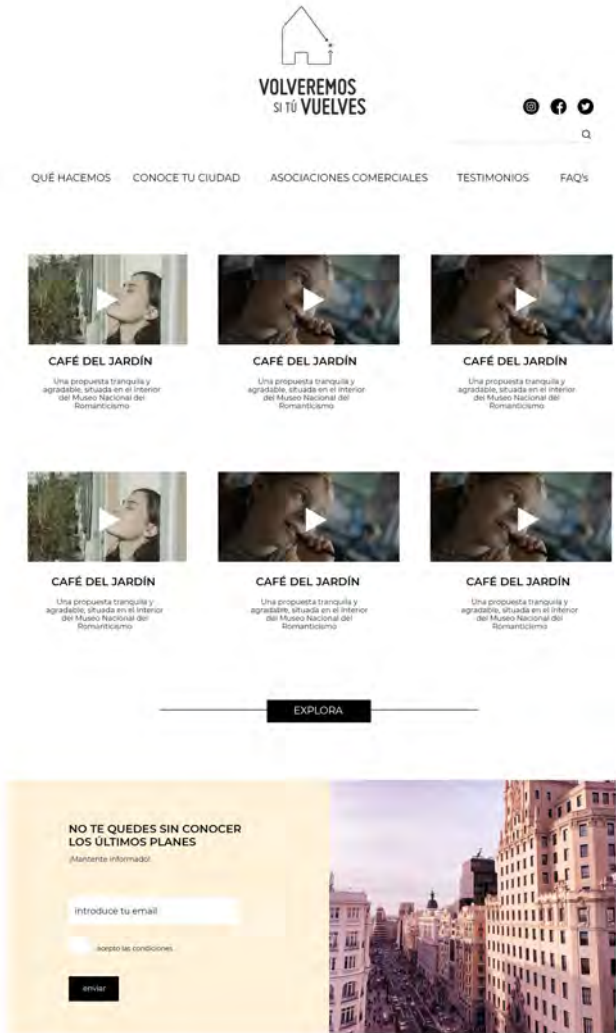 VOLVEREMOS
SI TÚ VUELVES
QUÉ HACEMOS CONOCE TU CIUDAD ASOCIACIONES COMERCIALES TESTIMONIOS FAQ's
CAFÉ DEL JARDÍN
Una propuesta tranquila y
agradable, situada en el interior
del Museo Nacional del
Romanticismo
CAFÉ DEL JARDÍN
Una propuesta tranquila y
agradable, situada en el interior
del Museo Nacional del
Romanticismo
CAFÉ DEL JARDÍN
Una propuesta tranquila y
agradable, situada en el interior
del Museo Nacional del
Romanticismo
CAFÉ DEL JARDÍN
Una propuesta tranquila y
agradable, situada en el interior
del Museo Nacional del
Romanticismo
CAFÉ DEL JARDÍN
Una propuesta tranquila y
agradable, situada en el interior
del Museo Nacional del
Romanticismo
CAFÉ DEL JARDÍN
Una propuesta tranquila y
agradable, situada en el interior
del Museo Nacional del
Romanticismo
EXPLORA
NO TE QUEDES SIN CONOCER
LOS ÚLTIMOS PLANES
¡Mantente informado!
introduce tu email
acepto las condiciones
enviar